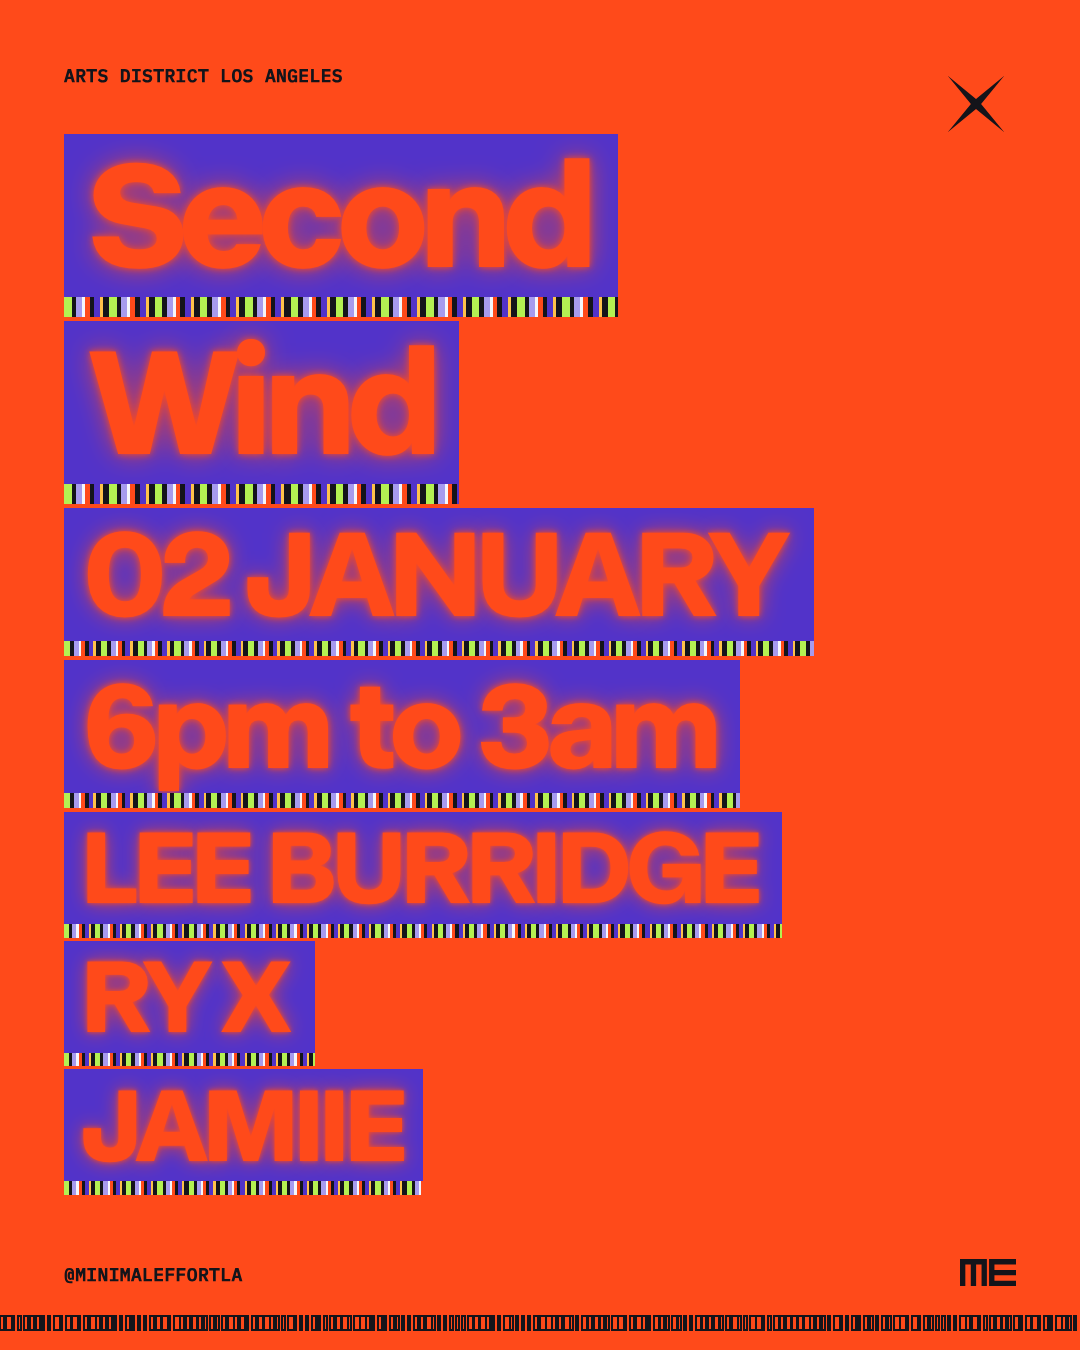 ARTS DISTRICT LOS ANGELES
Second
Wind
02 JANUARY
6pm to 3am
LEE BURRIDGE
RY X
JAMIIE
@MINIMALEFFORTLA
ME